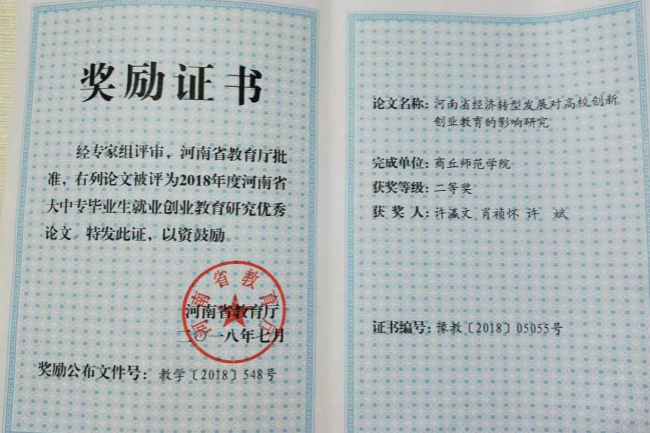 奖励证书
经专家组评审，河南省教育厅批
准，右列论文被评为2018年度河南省
大中专毕业生就业创业教育研究优秀
论文。特发此证，以资鼓励。
河南省教育厅
河南省教育厅
二〇一八年七月
奖励公布文件号：教学〔2018〕548号
论文名称：河南省经济转型发展对高校创新
创业教育的影响研究
完成单位：商丘师范学院
获奖等级：二等奖
获奖人：许瀛文 肖祯怀 许 斌
证书编号：豫教〔2018〕05055号